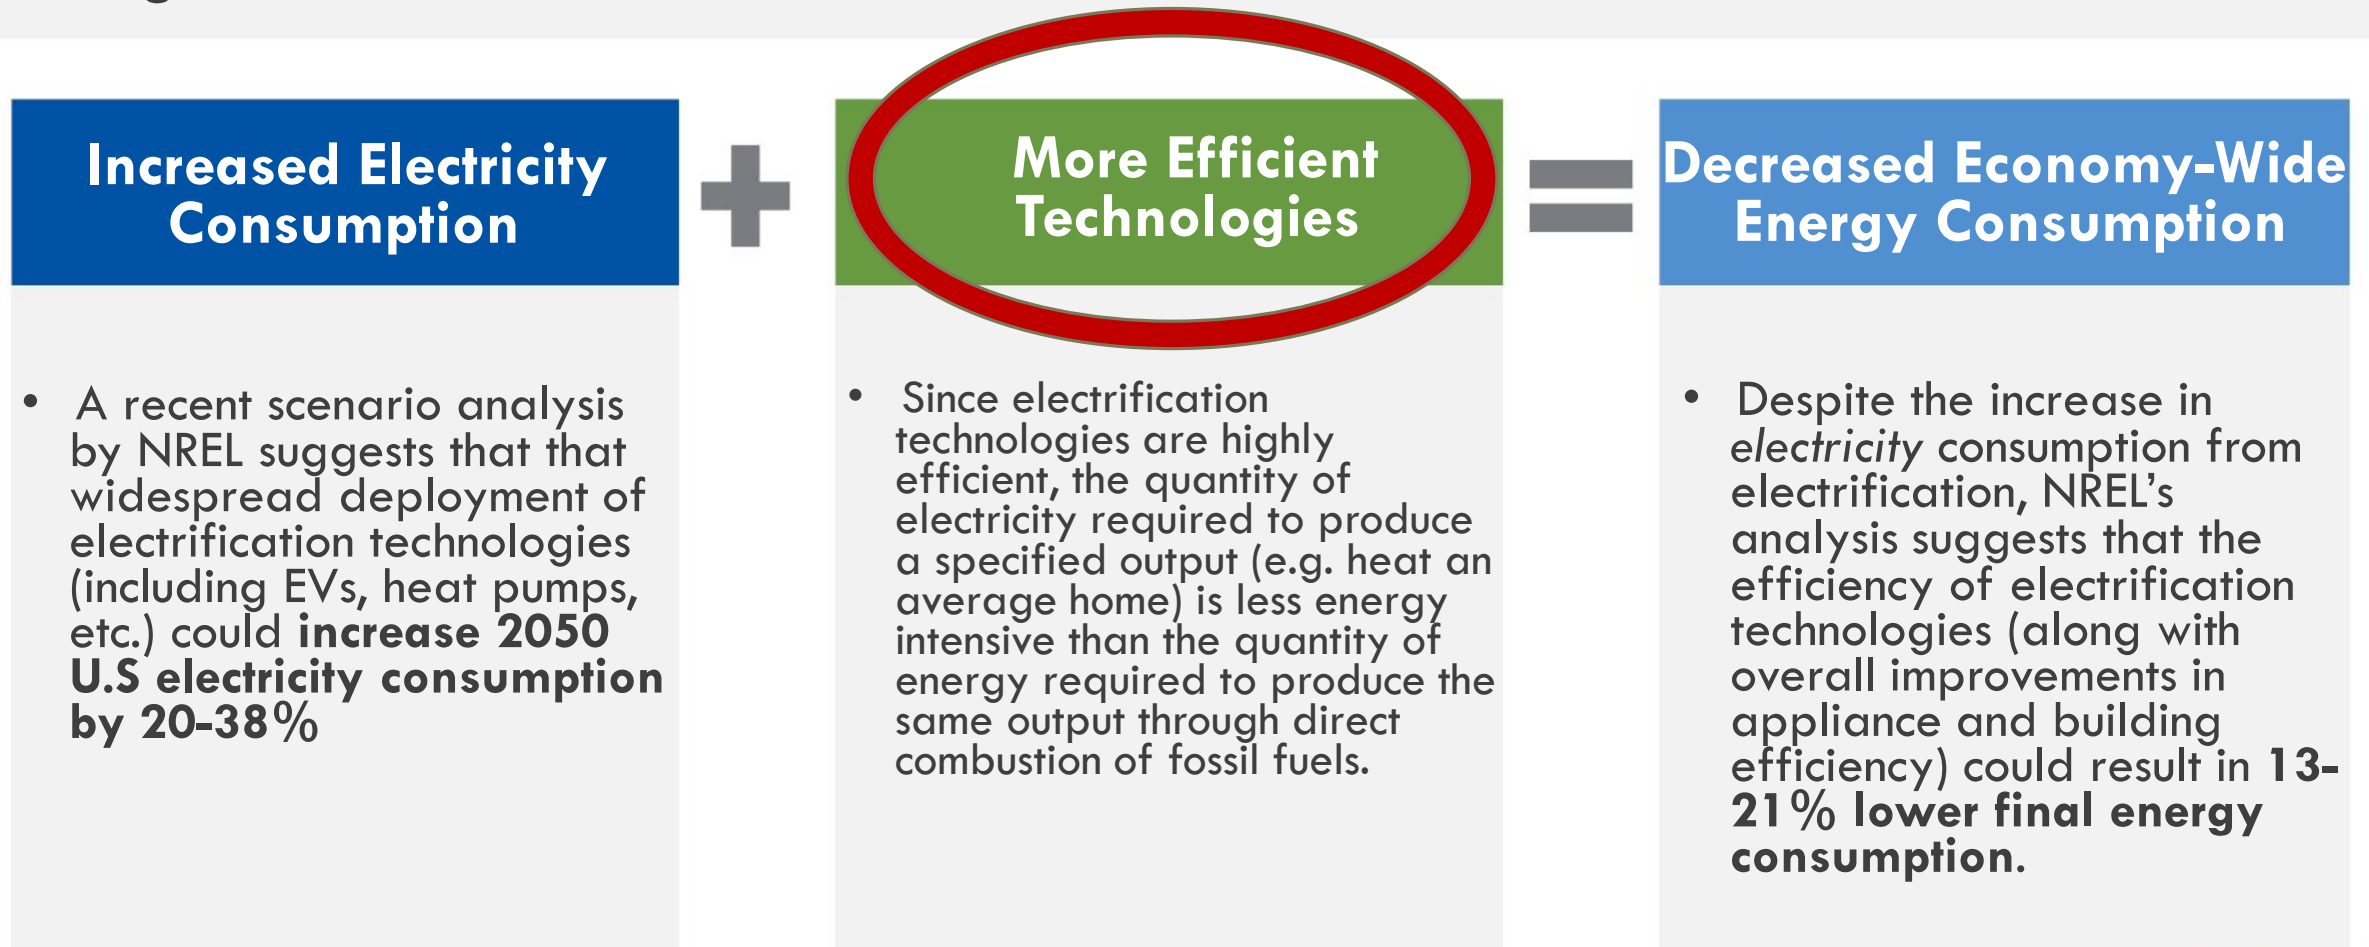 Increased Electricity
Consumption
More Efficient
Technologies
Decreased Economy-Wide
Energy Consumption
• A recent scenario analysis
by NREL suggests that that
widespread deployment of
electrification technologies
(including EVs, heat pumps,
etc.) could increase 2050
U.S electricity consumption
by 20-38%
• Since electrification
technologies are highly
efficient, the quantity of
electricity required to produce
a specified output (e.g. heat an
average home) is less energy
intensive than the quantity of
energy required to produce the
same output through direct
combustion of fossil fuels.
• Despite the increase in
electricity consumption from
electrification, NREL’s
analysis suggests that the
efficiency of electrification
technologies (along with
overall improvements in
appliance and building
efficiency) could result in 13-
21% lower final energy
consumption.